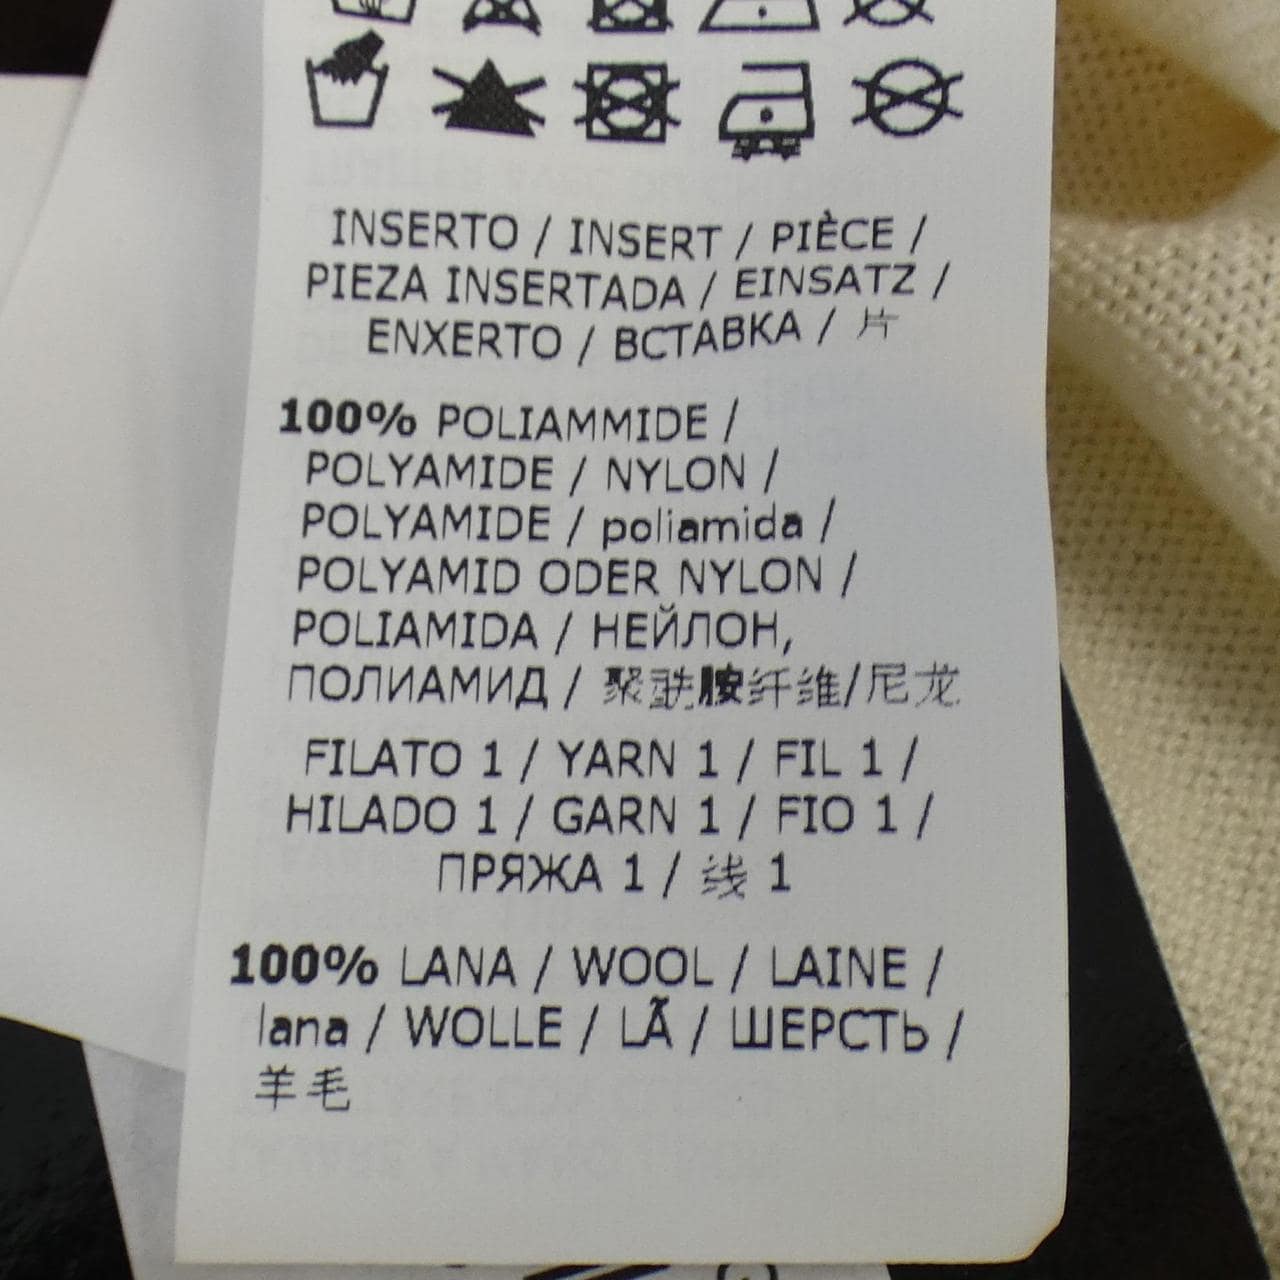 INSERTO / INSERT / PIÈCE /
PIEZA INSERTADA / EINSATZ /
ENXERTO / ВСТАВКА / 片
100% POLIAMMIDE /
POLYAMIDE / NYLON /
POLYAMIDE / poliamida /
POLYAMID ODER NYLON /
POLIAMIDA / НЕЙЛОН,
ПОЛИАМИД / 聚酰胺纤维/尼龙
FILATO 1 / YARN 1 / FIL 1 /
HILADO 1 / GARN 1 / FIO 1 /
ПРЯЖА 1 / 线 1
100% LANA / WOOL / LAINE /
lana / WOLLE / LÃ / ШЕРСТЬ /
羊毛